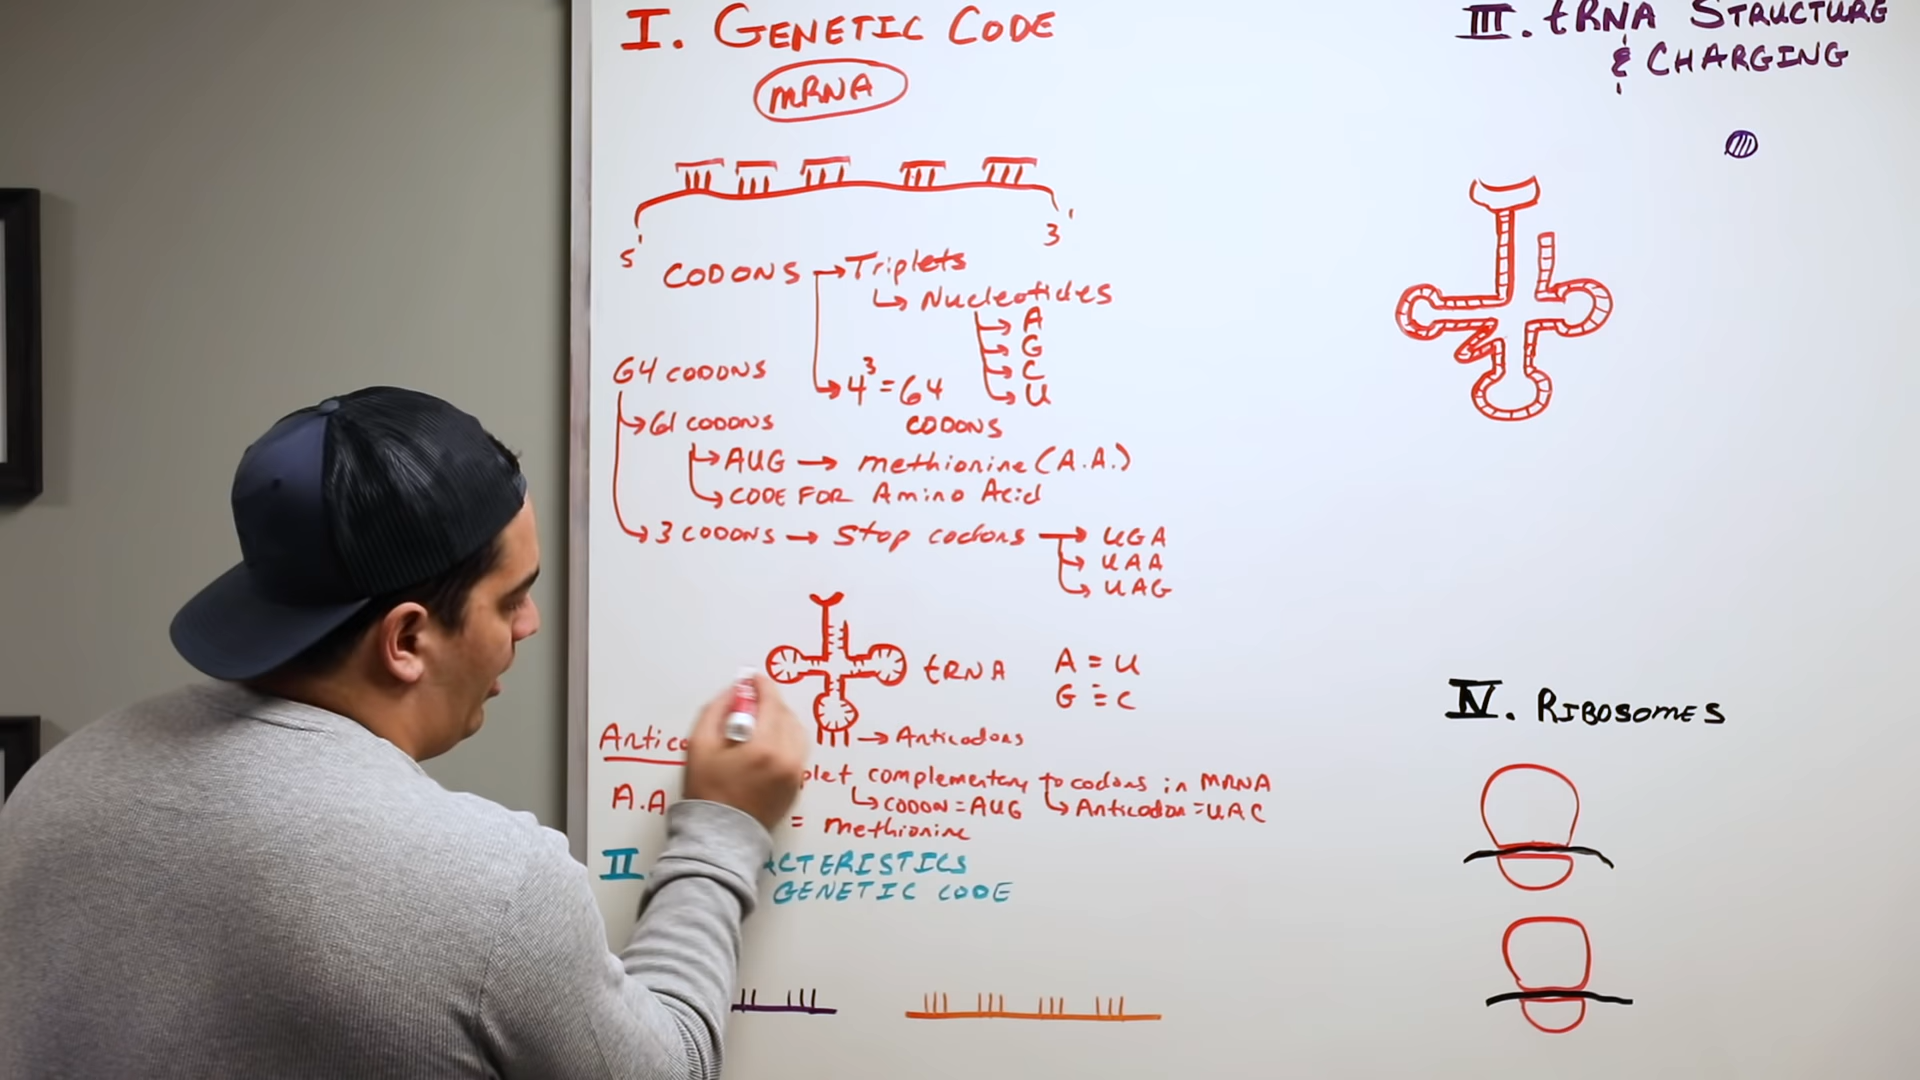 I. GENETIC CODE
mRNA
5' 3'
CODONS → Triplets
↳ Nucleotides
→ A
→ G
→ C
→ U
4³ = 64
CODONS
64 CODONS
→ 61 CODONS
→ AUG → methionine (A.A.)
→ CODE FOR Amino Acid
→ 3 CODONS → Stop codons → UGA
→ UAA
→ UAG
tRNA
A = U
G ≡ C
→ Anticodons
plet complementary to codons in mRNA
↳ CODON = AUG ↳ Anticodon = UAC
A.A
= methionine
II
GENETIC CODE
III. tRNA STRUCTURE
& CHARGING
IV. RIBOSOMES